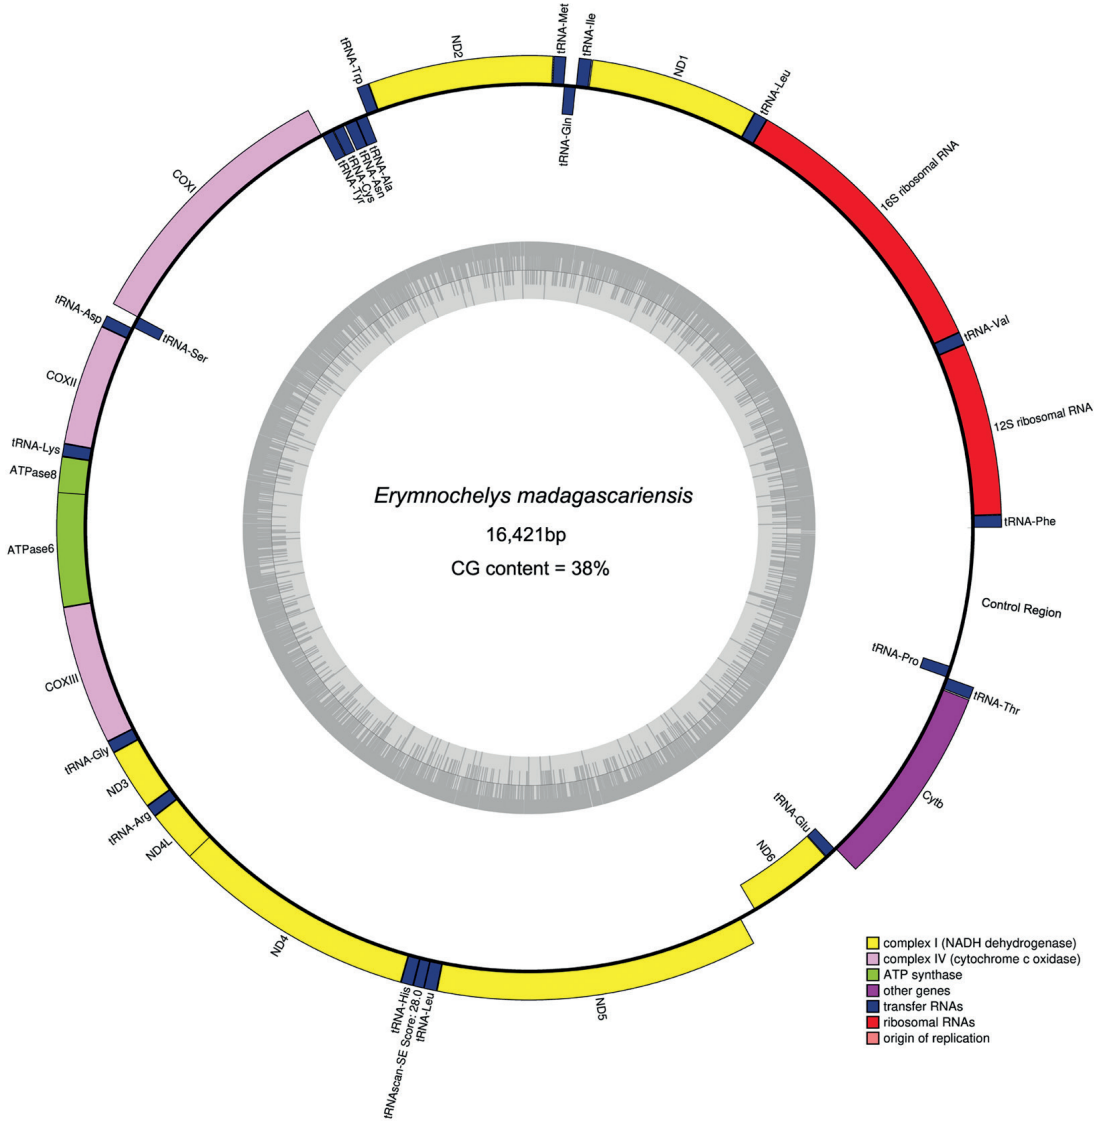 tRNA-Met
tRNA-Ile
ND2
ND1
tRNA-Trp
tRNA-Leu
tRNA-Gln
tRNA-Ala
tRNA-Asn
tRNA-Cys
tRNA-Tyr
16S ribosomal RNA
COXI
tRNA-Asp
tRNA-Ser
tRNA-Val
COXII
12S ribosomal RNA
tRNA-Lys
ATPase8
Erymnochelys madagascariensis
16,421bp
CG content = 38%
tRNA-Phe
ATPase6
Control Region
tRNA-Pro
COXIII
tRNA-Thr
tRNA-Gly
ND3
Cytb
tRNA-Arg
tRNA-Glu
ND4L
ND6
ND4
tRNA-His
tRNAscan-SE Score: 28.0
tRNA-Leu
ND5
complex I (NADH dehydrogenase)
complex IV (cytochrome c oxidase)
ATP synthase
other genes
transfer RNAs
ribosomal RNAs
origin of replication